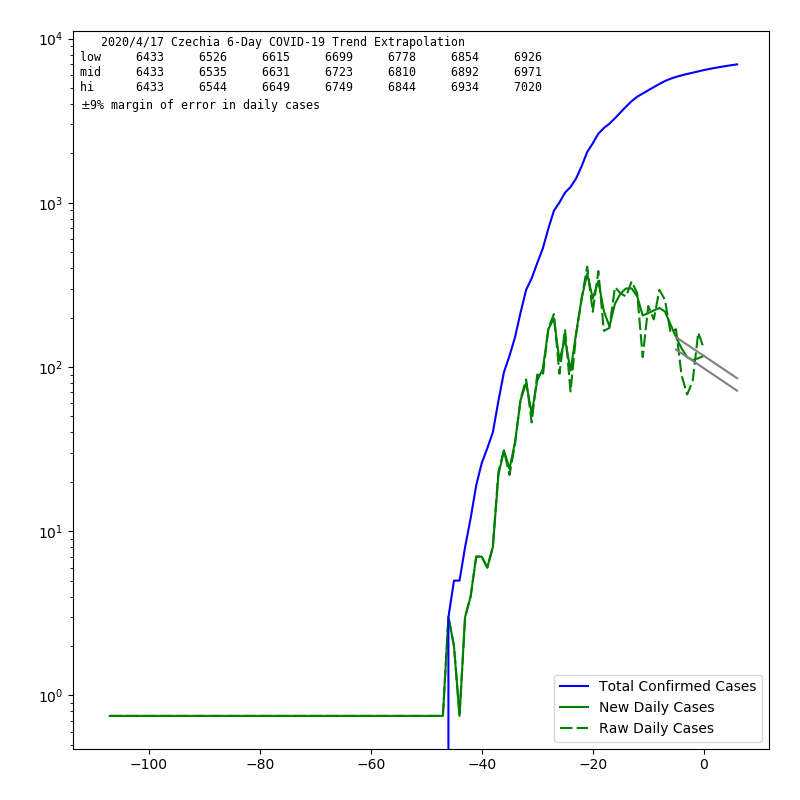 2020/4/17 Czechia 6-Day COVID-19 Trend Extrapolation
low 6433 6526 6615 6699 6778 6854 6926
mid 6433 6535 6631 6723 6810 6892 6971
hi 6433 6544 6649 6749 6844 6934 7020
±9% margin of error in daily cases
10⁴
10³
10²
10¹
10⁰
Total Confirmed Cases
New Daily Cases
Raw Daily Cases
−100 −80 −60 −40 −20 0